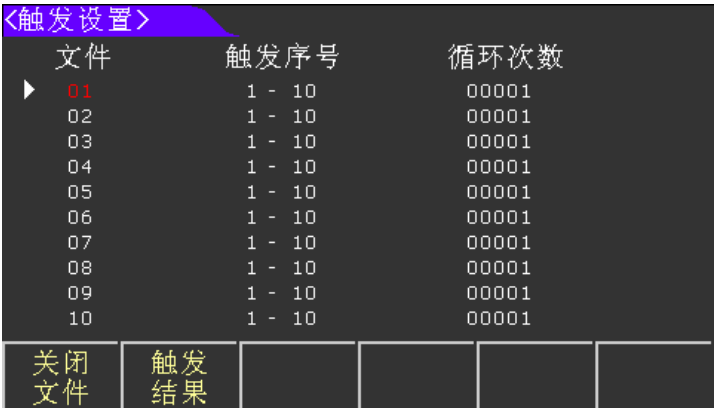 <触发设置>
文件 触发序号 循环次数
01 1 - 10 00001
02 1 - 10 00001
03 1 - 10 00001
04 1 - 10 00001
05 1 - 10 00001
06 1 - 10 00001
07 1 - 10 00001
08 1 - 10 00001
09 1 - 10 00001
10 1 - 10 00001
关闭 触发
文件 结果